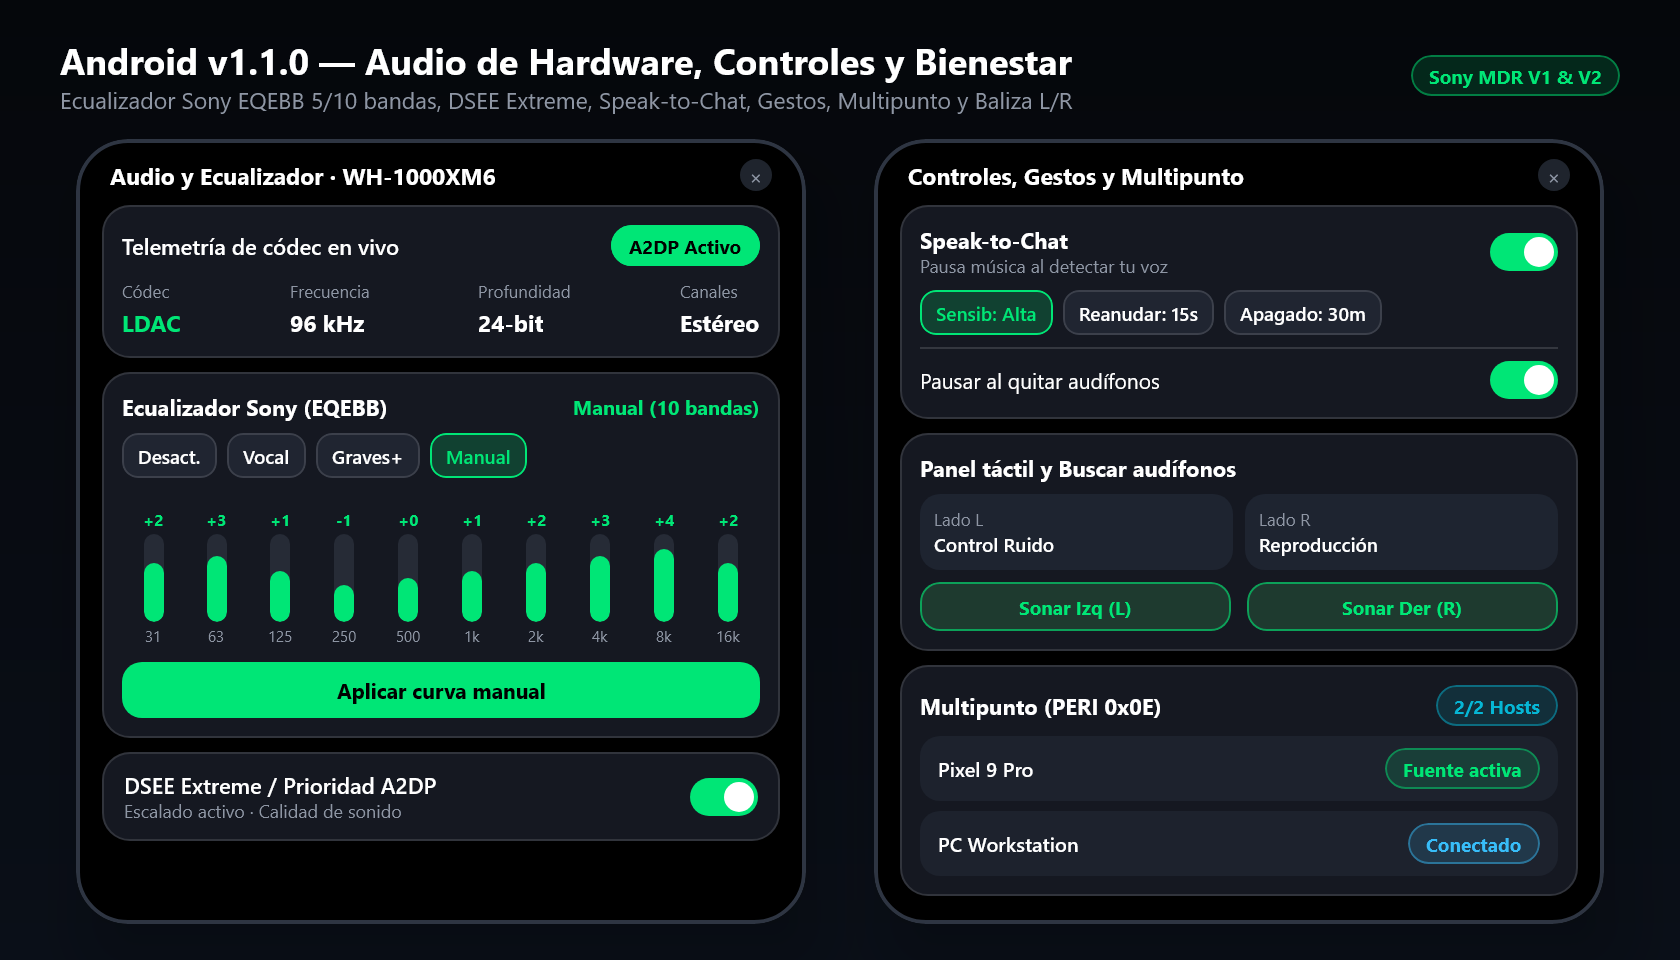 Android v1.1.0 — Audio de Hardware, Controles y Bienestar
Ecualizador Sony EQEBB 5/10 bandas, DSEE Extreme, Speak-to-Chat, Gestos, Multipunto y Baliza L/R
Sony MDR V1 & V2
Audio y Ecualizador · WH-1000XM6
×
Telemetría de códec en vivo
A2DP Activo
Códec Frecuencia Profundidad Canales
LDAC 96 kHz 24-bit Estéreo
Ecualizador Sony (EQEBB)
Manual (10 bandas)
Desact. Vocal Graves+ Manual
+2 +3 +1 -1 +0 +1 +2 +3 +4 +2
31 63 125 250 500 1k 2k 4k 8k 16k
Aplicar curva manual
DSEE Extreme / Prioridad A2DP
Escalado activo · Calidad de sonido
Controles, Gestos y Multipunto
×
Speak-to-Chat
Pausa música al detectar tu voz
Sensib: Alta Reanudar: 15s Apagado: 30m
Pausar al quitar audífonos
Panel táctil y Buscar audífonos
Lado L
Control Ruido
Lado R
Reproducción
Sonar Izq (L) Sonar Der (R)
Multipunto (PERI 0x0E)
2/2 Hosts
Pixel 9 Pro
Fuente activa
PC Workstation
Conectado